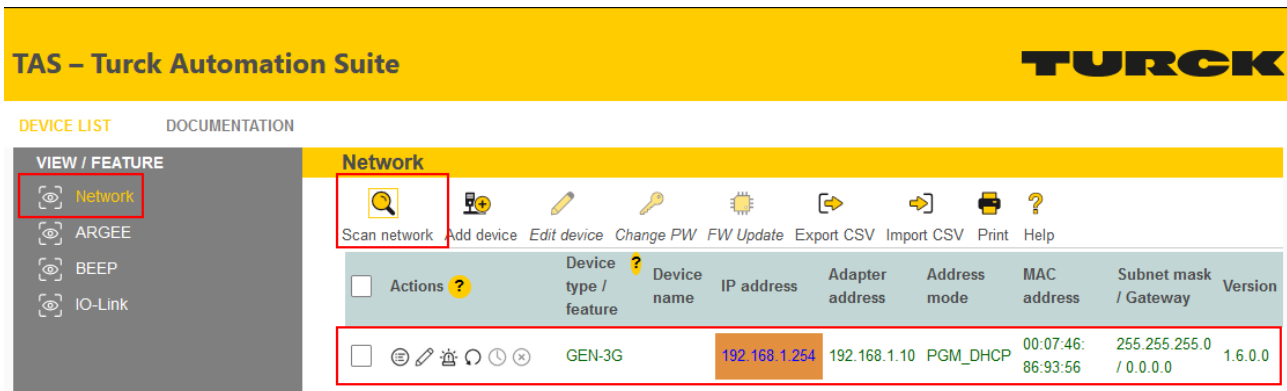 TAS – Turck Automation Suite
TURCK
DEVICE LIST DOCUMENTATION
VIEW / FEATURE
Network
ARGEE
BEEP
IO-Link
Network
Scan network Add device Edit device Change PW FW Update Export CSV Import CSV Print Help
Actions ? Device type / feature ? Device name IP address Adapter address Address mode MAC address Subnet mask / Gateway Version
GEN-3G 192.168.1.254 192.168.1.10 PGM_DHCP 00:07:46:86:93:56 255.255.255.0 / 0.0.0.0 1.6.0.0